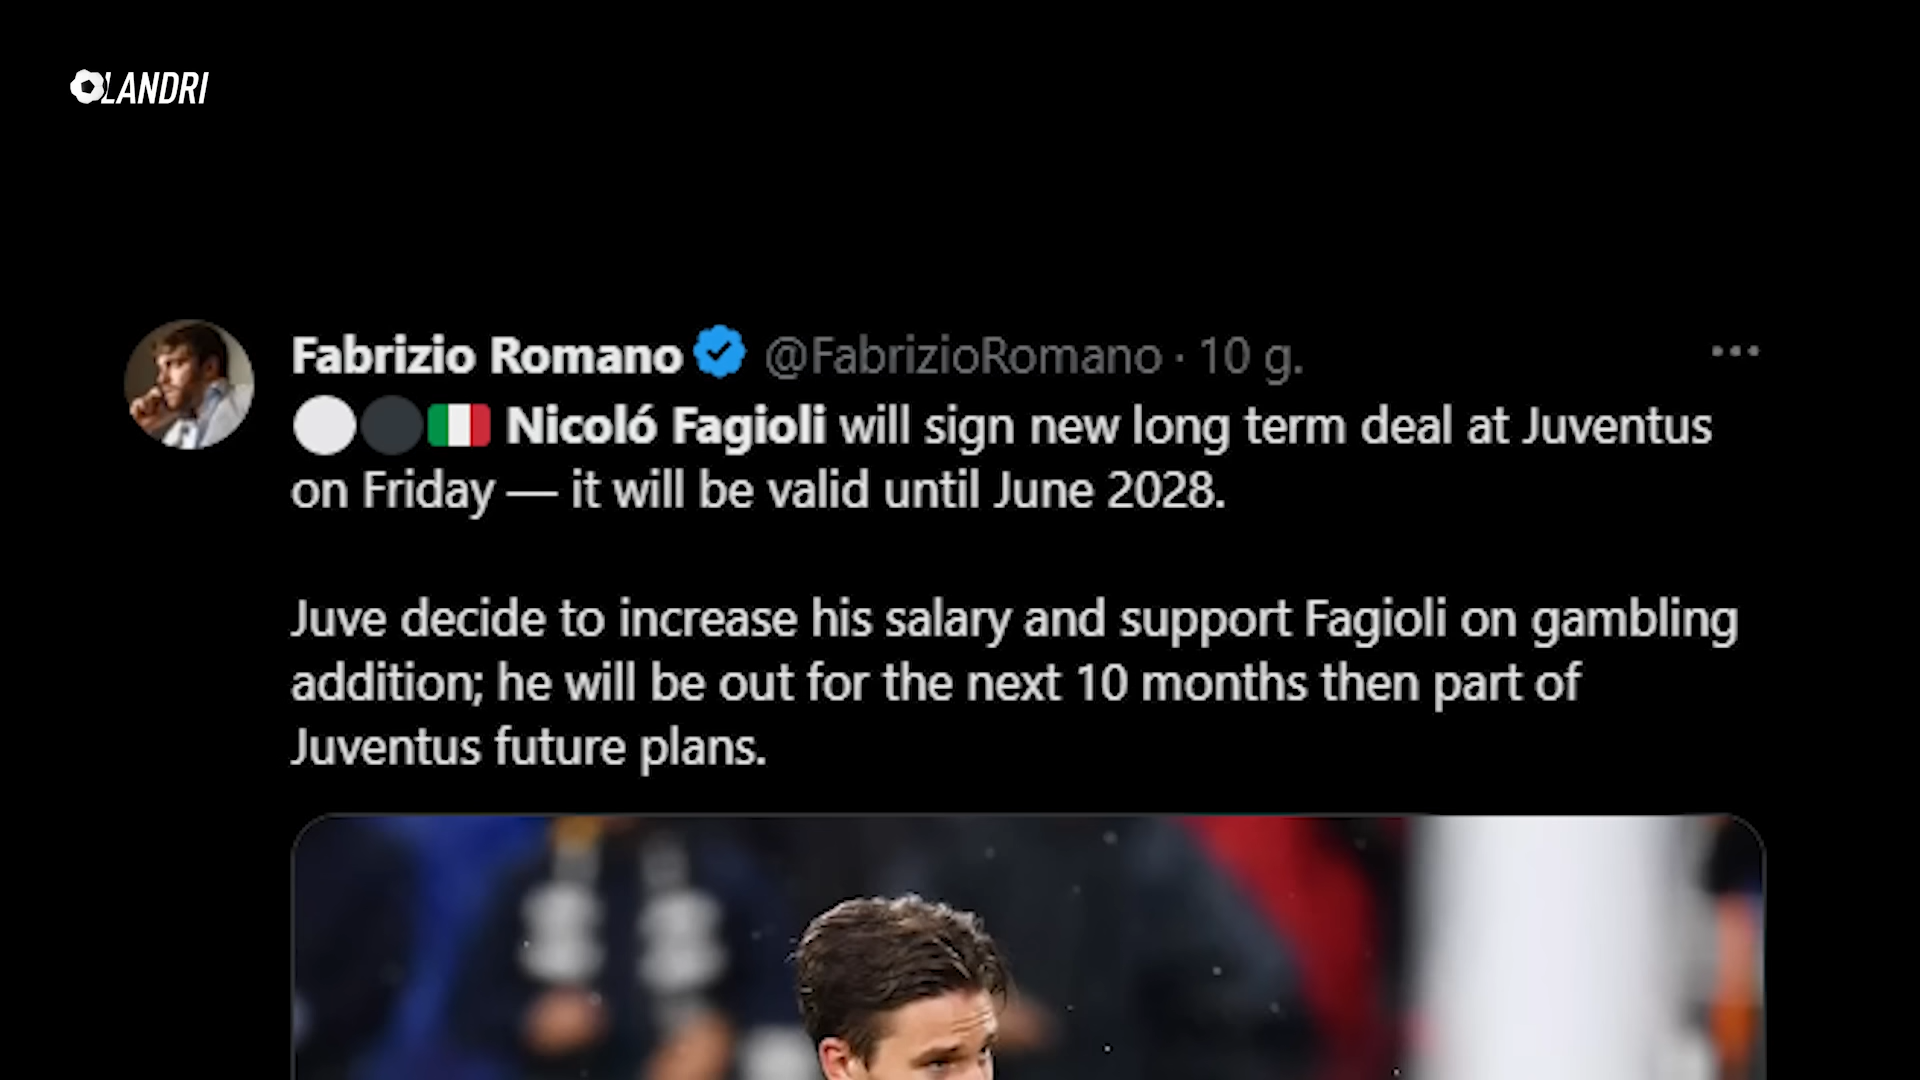 LANDRI
Fabrizio Romano @FabrizioRomano · 10 g.
Nicoló Fagioli will sign new long term deal at Juventus
on Friday — it will be valid until June 2028.
Juve decide to increase his salary and support Fagioli on gambling
addition; he will be out for the next 10 months then part of
Juventus future plans.